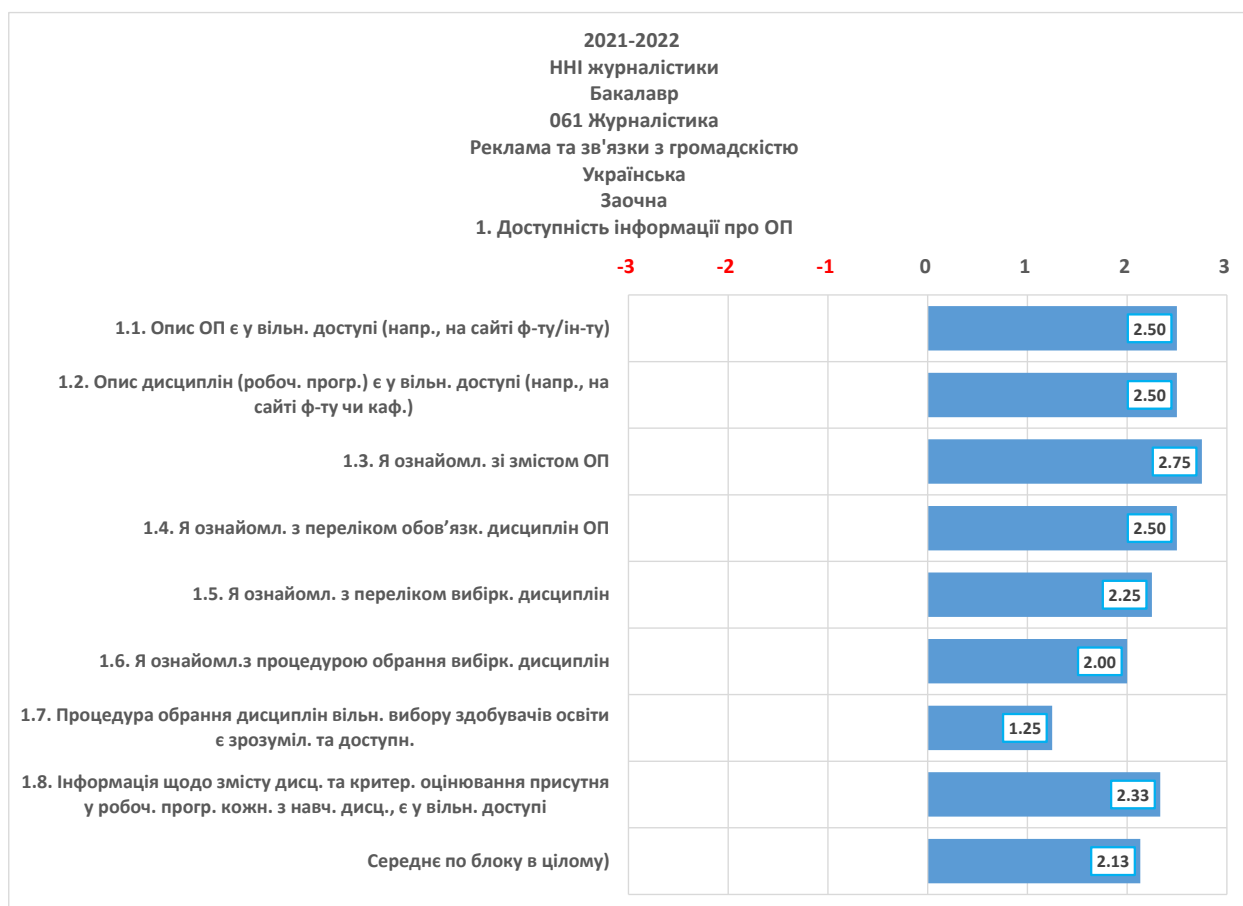 2021-2022
ННІ журналістики
Бакалавр
061 Журналістика
Реклама та зв'язки з громадскістю
Українська
Заочна
1. Доступність інформації про ОП
-3 -2 -1 0 1 2 3
1.1. Опис ОП є у вільн. доступі (напр., на сайті ф-ту/ін-ту)
2.50
1.2. Опис дисциплін (робоч. прогр.) є у вільн. доступі (напр., на
сайті ф-ту чи каф.)
2.50
1.3. Я ознайомл. зі змістом ОП
2.75
1.4. Я ознайомл. з переліком обов’язк. дисциплін ОП
2.50
1.5. Я ознайомл. з переліком вибірк. дисциплін
2.25
1.6. Я ознайомл.з процедурою обрання вибірк. дисциплін
2.00
1.7. Процедура обрання дисциплін вільн. вибору здобувачів освіти
є зрозуміл. та доступн.
1.25
1.8. Інформація щодо змісту дисц. та критер. оцінювання присутня
у робоч. прогр. кожн. з навч. дисц., є у вільн. доступі
2.33
Середнє по блоку в цілому)
2.13